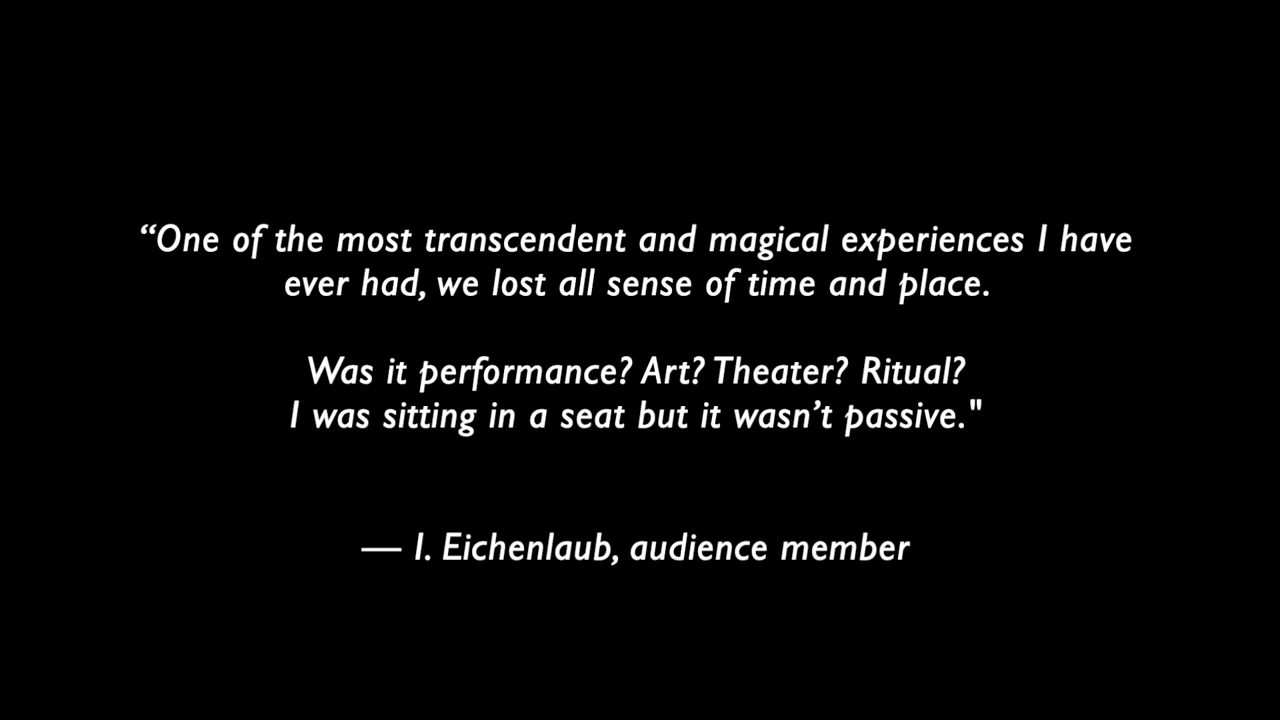 “One of the most transcendent and magical experiences I have
ever had, we lost all sense of time and place.
Was it performance? Art? Theater? Ritual?
I was sitting in a seat but it wasn’t passive."
— I. Eichenlaub, audience member